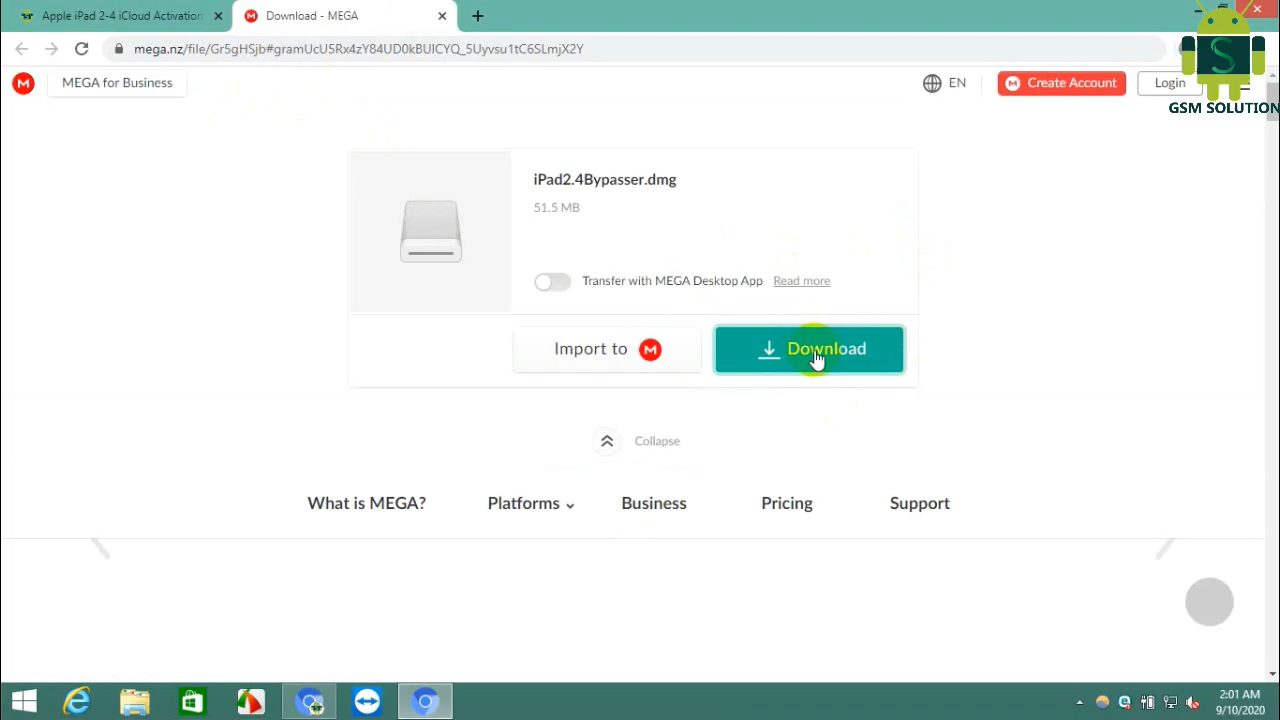 Apple iPad 2-4 iCloud Activation
Download - MEGA
mega.nz/file/Gr5gHSjb#gramUcU5Rx4zY84UD0kBUlCYQ_5Uyvsu1tC6SLmjX2Y
MEGA for Business
EN
Create Account
Login
S
GSM SOLUTION
iPad2.4Bypasser.dmg
51.5 MB
Transfer with MEGA Desktop App Read more
Import to M
Download
Collapse
What is MEGA? Platforms Business Pricing Support
2:01 AM
9/10/2020